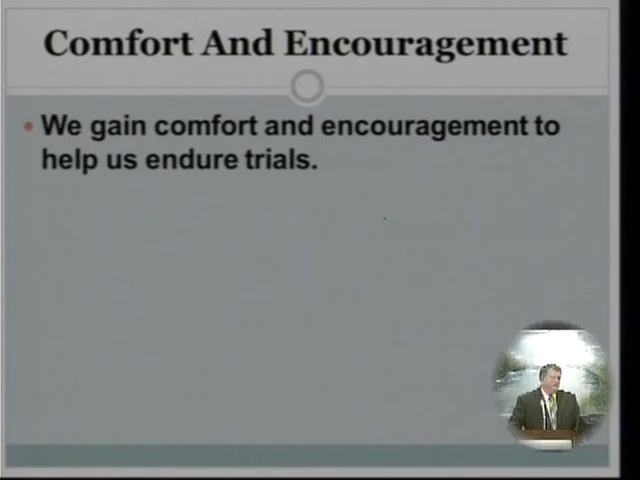 Comfort And Encouragement
We gain comfort and encouragement to
help us endure trials.